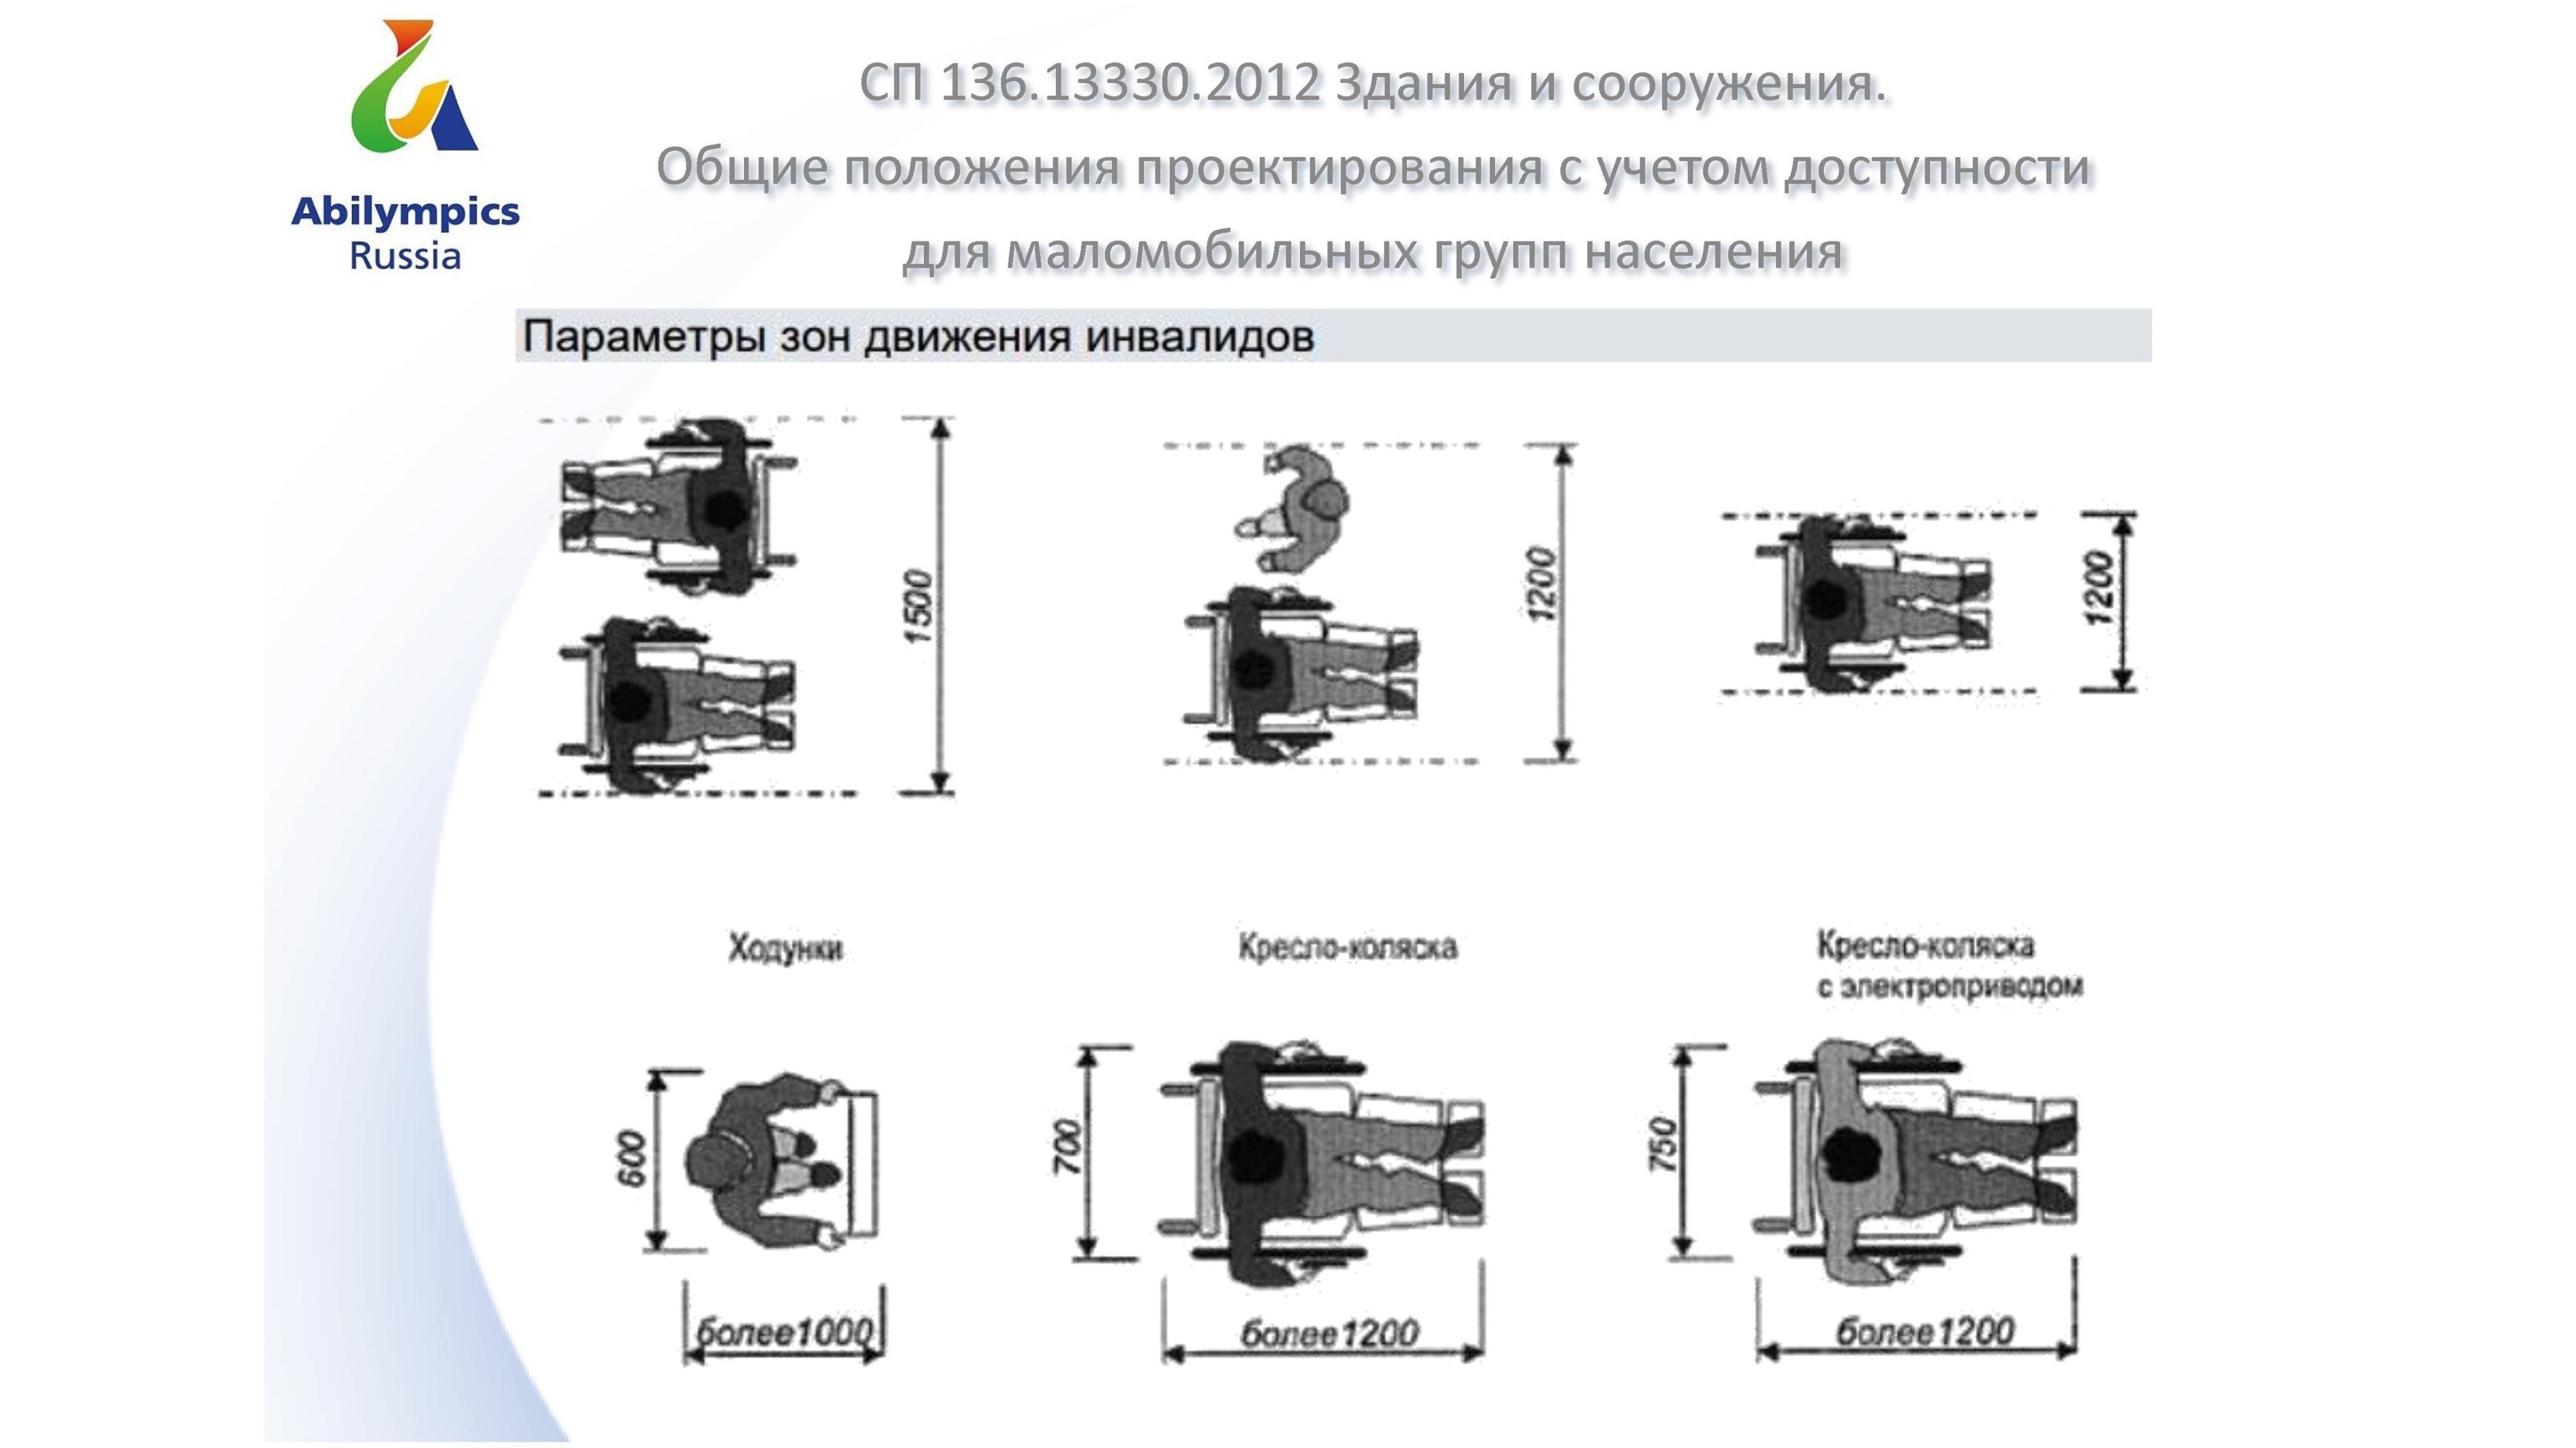 Abilympics
Russia
СП 136.13330.2012 Здания и сооружения.
Общие положения проектирования с учетом доступности
для маломобильных групп населения
Параметры зон движения инвалидов
1500
1200
1200
Ходунки
Кресло-коляска
Кресло-коляска
с электроприводом
600
700
750
более1000
более1200
более1200